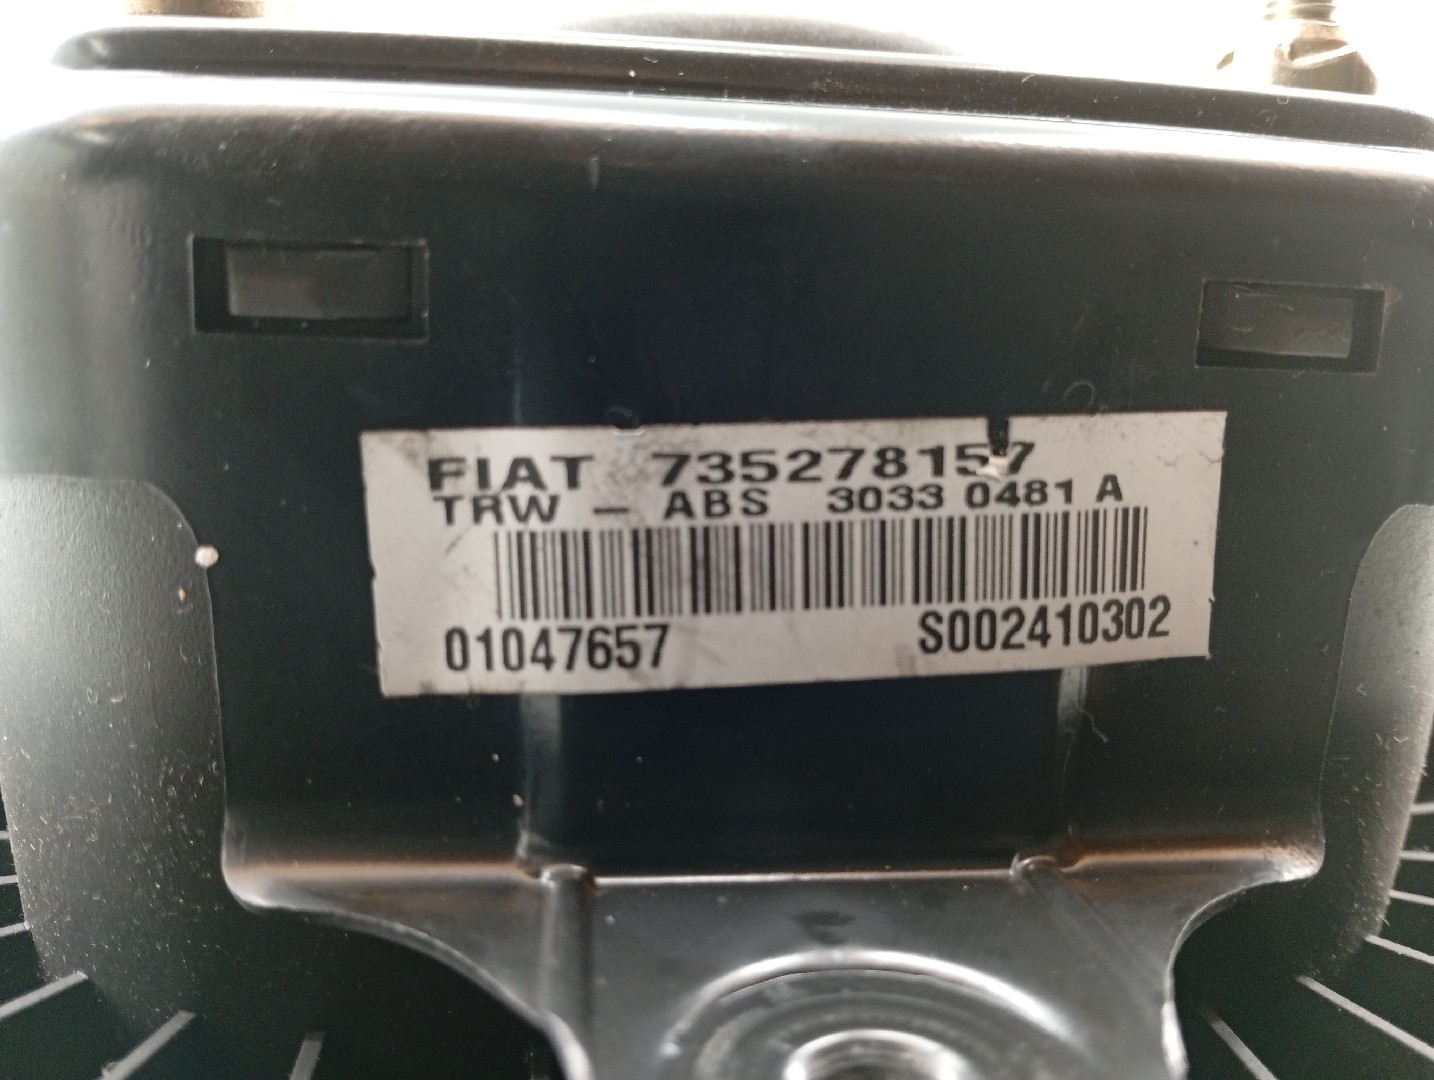 FIAT 735278157
TRW - ABS 3033 0481 A
01047657 S002410302